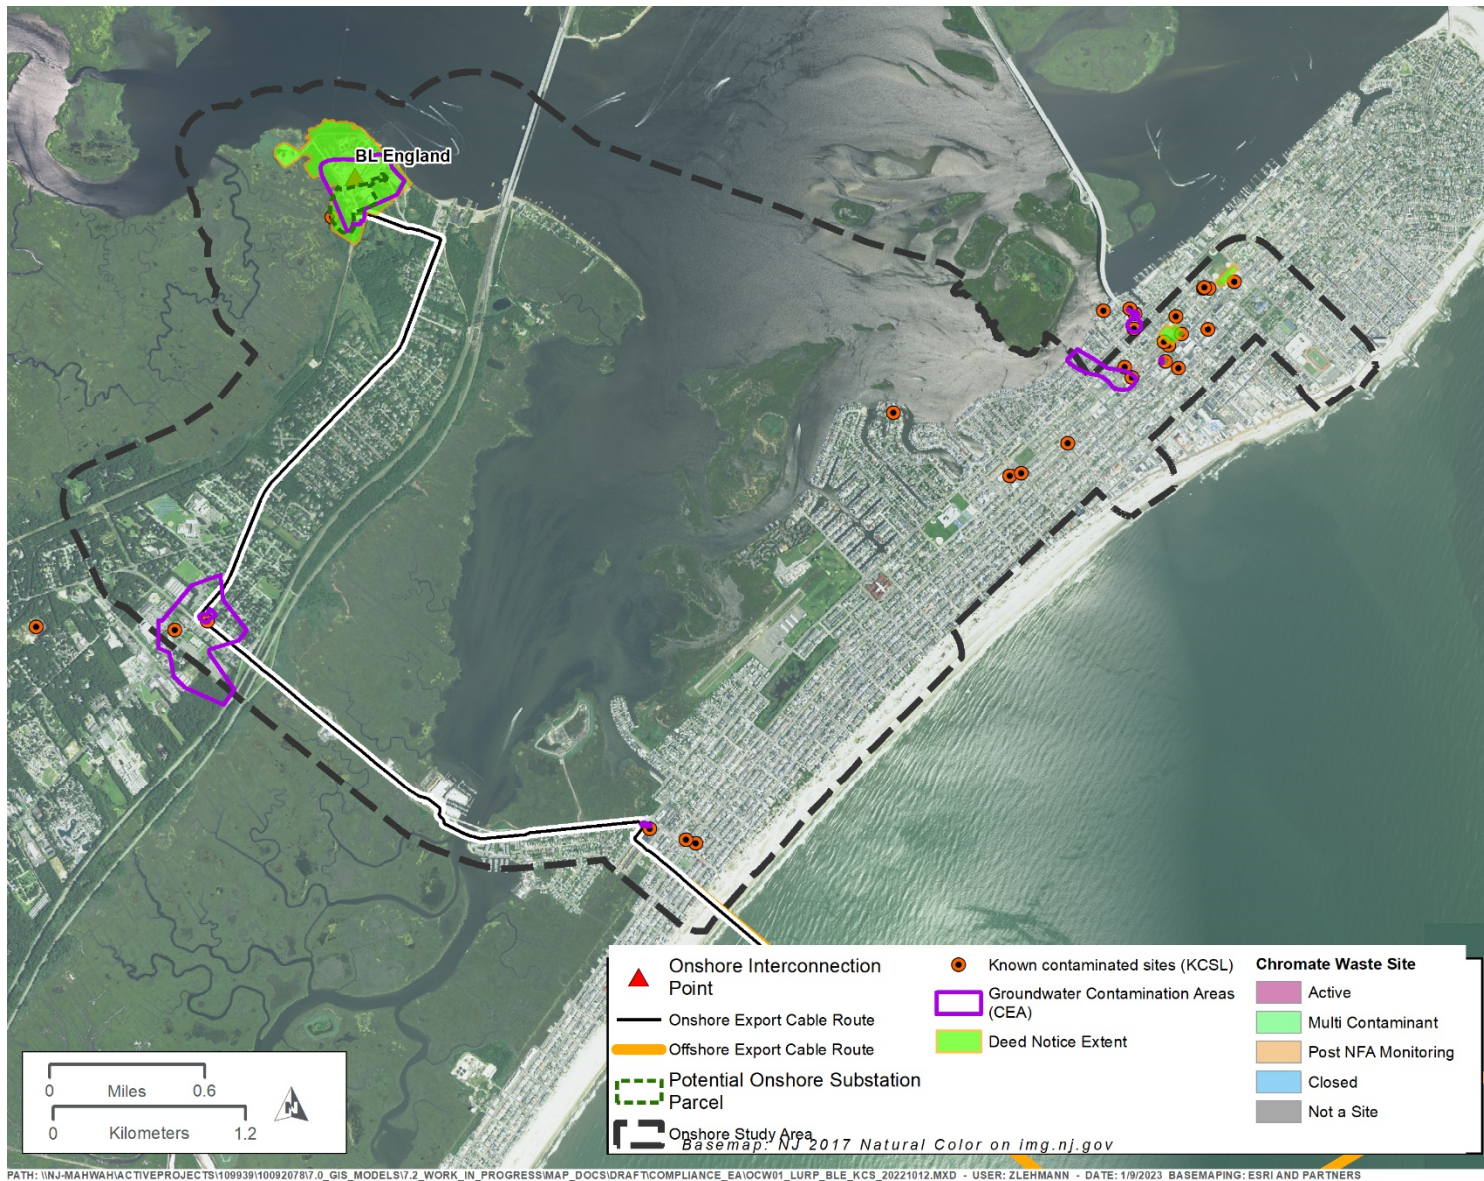 BL England
Onshore Interconnection
Point
Onshore Export Cable Route
Offshore Export Cable Route
Potential Onshore Substation
Parcel
Onshore Study Area
Known contaminated sites (KCSL)
Groundwater Contamination Areas
(CEA)
Deed Notice Extent
Chromate Waste Site
Active
Multi Contaminant
Post NFA Monitoring
Closed
Not a Site
Basemap: NJ 2017 Natural Color on img.nj.gov
0 Miles 0.6
0 Kilometers 1.2
N
PATH: \\NJ-MAHWAH\ACTIVEPROJECTS\109939\10092078\7.0_GIS_MODELS\7.2_WORK_IN_PROGRESS\MAP_DOCS\DRAFT\COMPLIANCE_EA\OCW01_LURP_BLE_KCS_20221012.MXD - USER: ZLEHMANN - DATE: 1/9/2023 BASEMAPING: ESRI AND PARTNERS